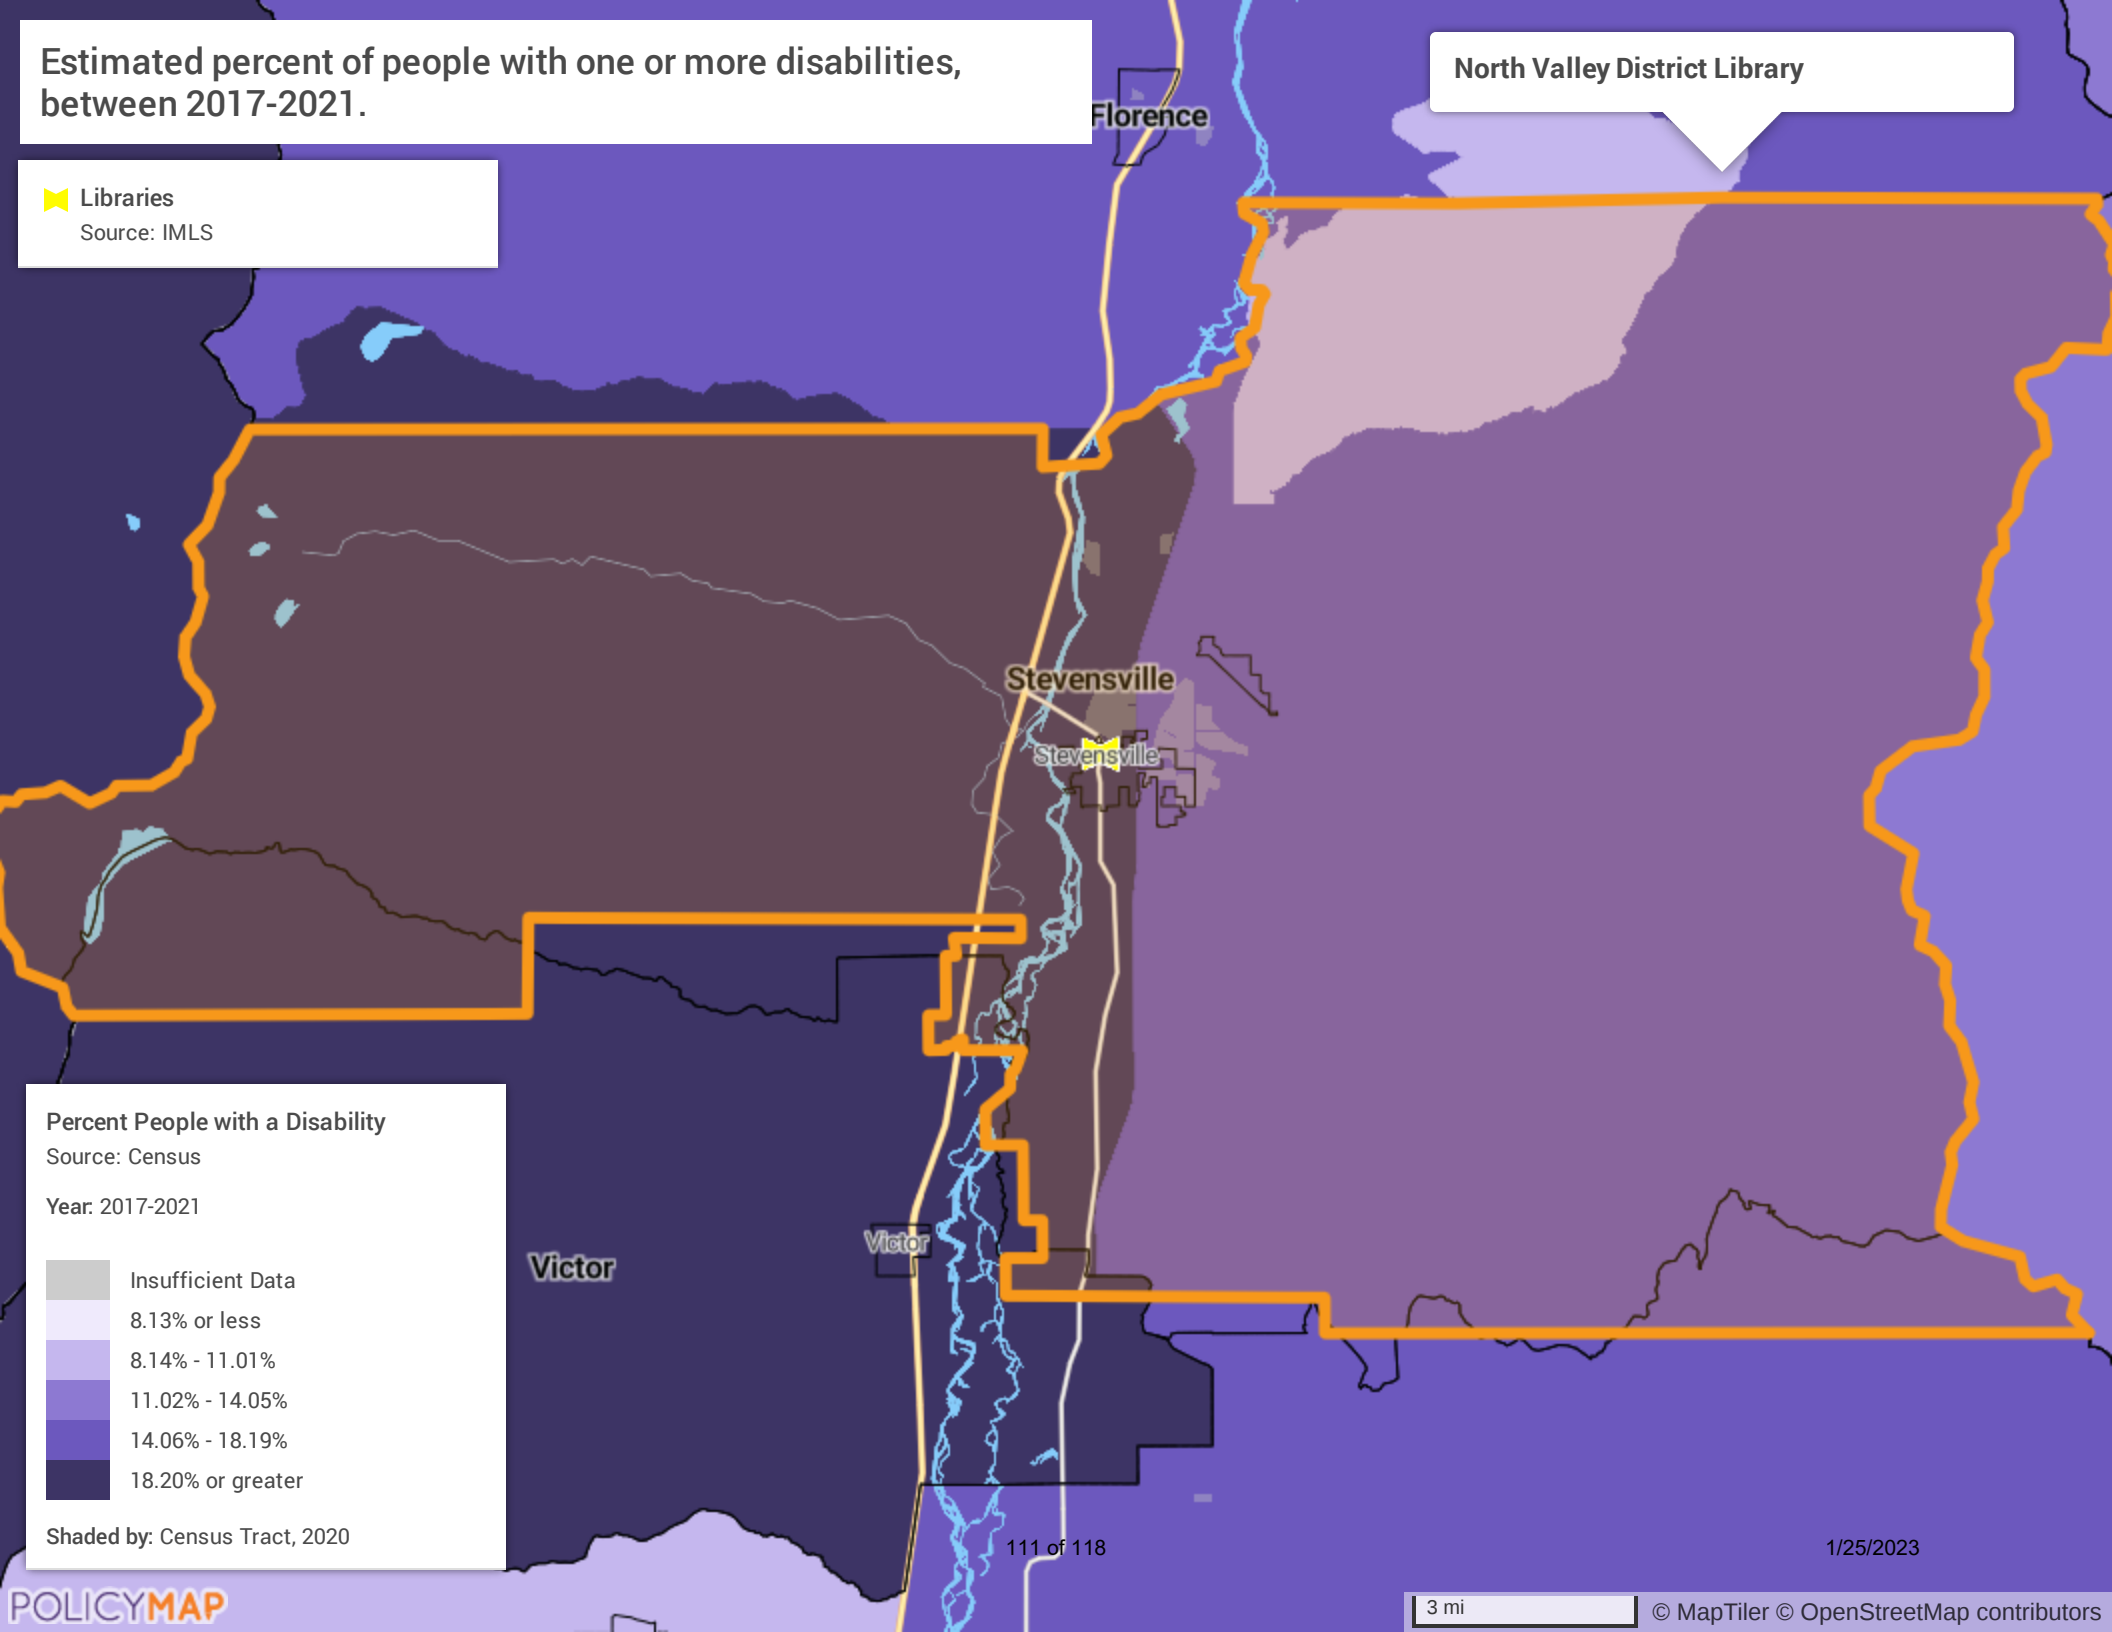 Estimated percent of people with one or more disabilities,
between 2017-2021.
North Valley District Library
Florence
Libraries
Source: IMLS
Stevensville
Stevensville
Victor
Victor
Percent People with a Disability
Source: Census
Year: 2017-2021
Insufficient Data
8.13% or less
8.14% - 11.01%
11.02% - 14.05%
14.06% - 18.19%
18.20% or greater
Shaded by: Census Tract, 2020
111 of 118
1/25/2023
POLICYMAP
3 mi
© MapTiler © OpenStreetMap contributors